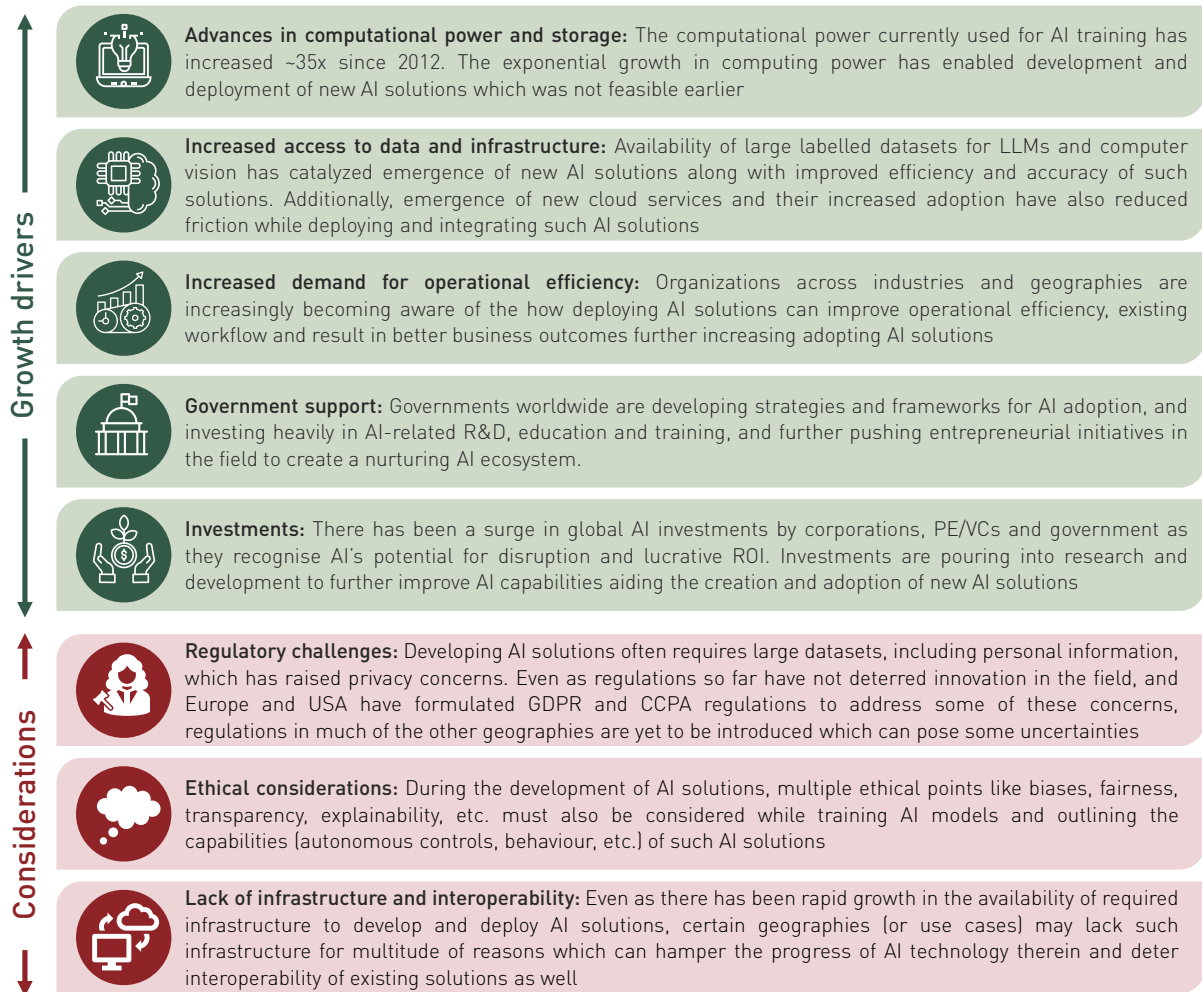 Growth drivers
Advances in computational power and storage: The computational power currently used for AI training has
increased ~35x since 2012. The exponential growth in computing power has enabled development and
deployment of new AI solutions which was not feasible earlier
Increased access to data and infrastructure: Availability of large labelled datasets for LLMs and computer
vision has catalyzed emergence of new AI solutions along with improved efficiency and accuracy of such
solutions. Additionally, emergence of new cloud services and their increased adoption have also reduced
friction while deploying and integrating such AI solutions
Increased demand for operational efficiency: Organizations across industries and geographies are
increasingly becoming aware of the how deploying AI solutions can improve operational efficiency, existing
workflow and result in better business outcomes further increasing adopting AI solutions
Government support: Governments worldwide are developing strategies and frameworks for AI adoption, and
investing heavily in AI-related R&D, education and training, and further pushing entrepreneurial initiatives in
the field to create a nurturing AI ecosystem.
Investments: There has been a surge in global AI investments by corporations, PE/VCs and government as
they recognise AI's potential for disruption and lucrative ROI. Investments are pouring into research and
development to further improve AI capabilities aiding the creation and adoption of new AI solutions
Considerations
Regulatory challenges: Developing AI solutions often requires large datasets, including personal information,
which has raised privacy concerns. Even as regulations so far have not deterred innovation in the field, and
Europe and USA have formulated GDPR and CCPA regulations to address some of these concerns,
regulations in much of the other geographies are yet to be introduced which can pose some uncertainties
Ethical considerations: During the development of AI solutions, multiple ethical points like biases, fairness,
transparency, explainability, etc. must also be considered while training AI models and outlining the
capabilities (autonomous controls, behaviour, etc.) of such AI solutions
Lack of infrastructure and interoperability: Even as there has been rapid growth in the availability of required
infrastructure to develop and deploy AI solutions, certain geographies (or use cases) may lack such
infrastructure for multitude of reasons which can hamper the progress of AI technology therein and deter
interoperability of existing solutions as well